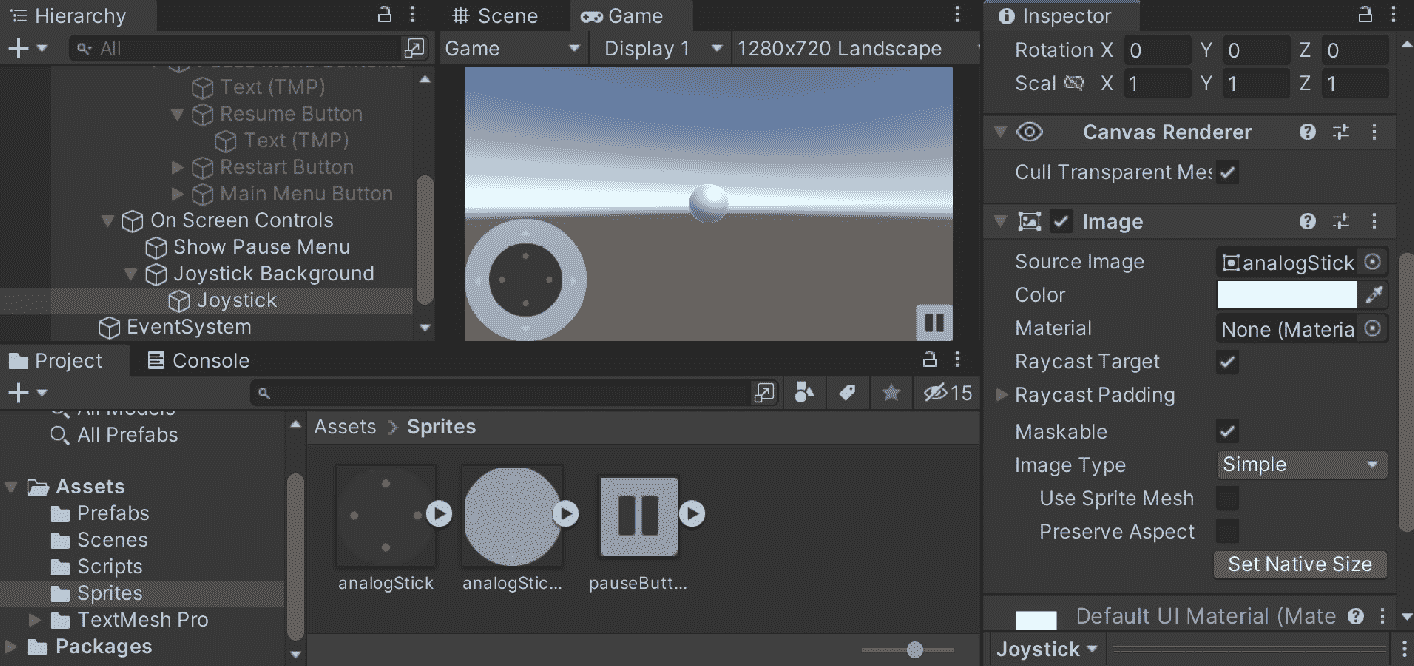 Hierarchy
All
Text (TMP)
Resume Button
Text (TMP)
Restart Button
Main Menu Button
On Screen Controls
Show Pause Menu
Joystick Background
Joystick
EventSystem
Scene
Game
Game
Display 1
1280x720 Landscape
Inspector
Rotation X 0 Y 0 Z 0
Scal X 1 Y 1 Z 1
Canvas Renderer
Cull Transparent Mes
Image
Source Image analogStick
Color
Material None (Materia
Raycast Target
Raycast Padding
Maskable
Image Type Simple
Use Sprite Mesh
Preserve Aspect
Set Native Size
Default UI Material (Mate
Joystick
Project
Console
15
All Prefabs
Assets
Prefabs
Scenes
Scripts
Sprites
TextMesh Pro
Packages
Assets > Sprites
analogStick
analogStic...
pauseButt...